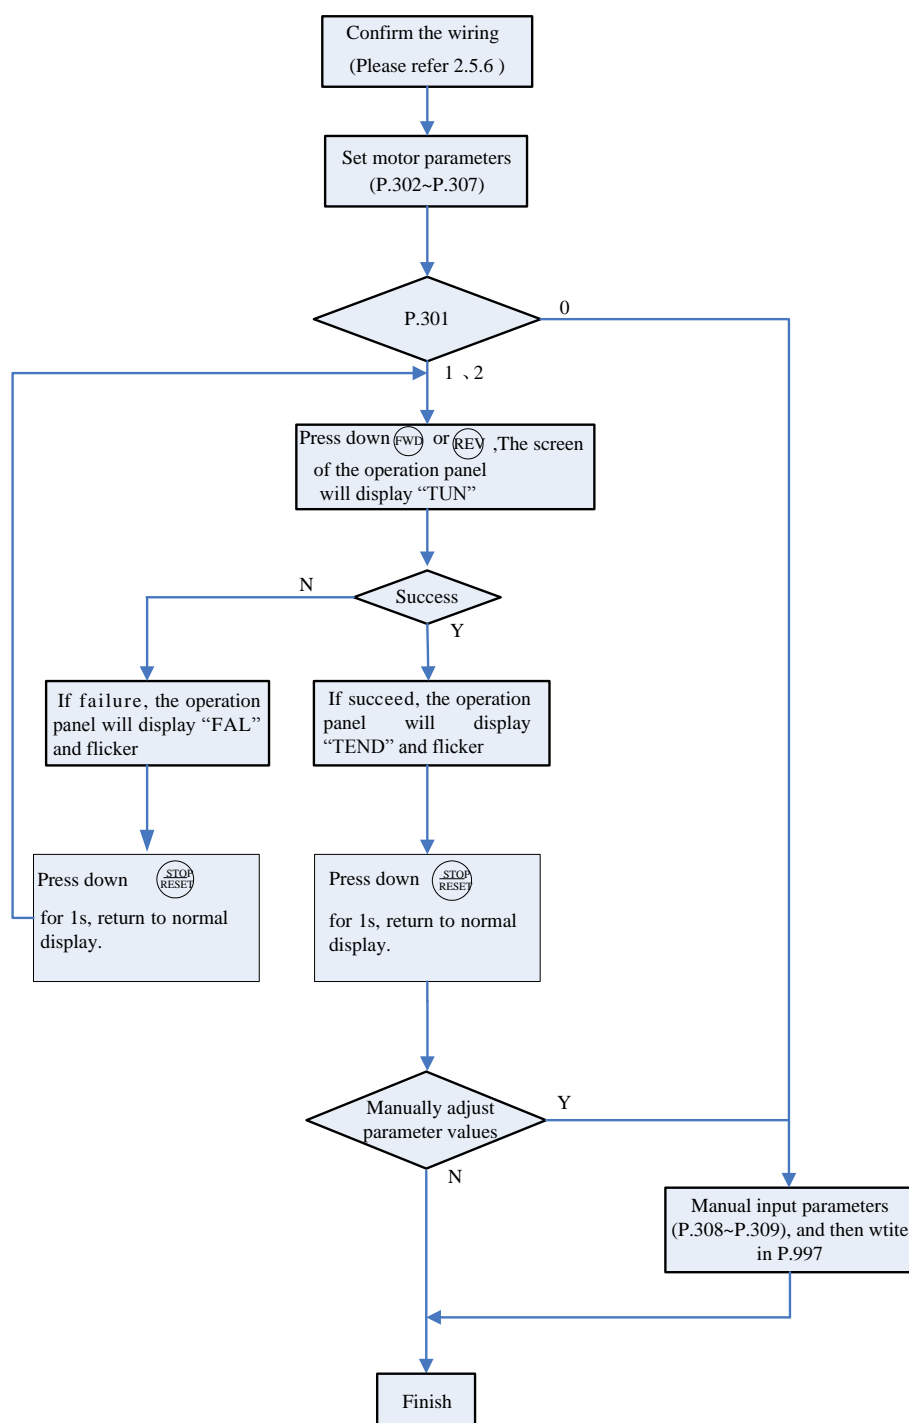 Confirm the wiring
(Please refer 2.5.6 )
Set motor parameters
(P.302~P.307)
P.301
0
1 、2
Press down FWD or REV ,The screen
of the operation panel
will display “TUN”
N
Success
Y
If failure, the operation
panel will display “FAL”
and flicker
If succeed, the operation
panel will display
“TEND” and flicker
Press down STOP
RESET
for 1s, return to normal
display.
Press down STOP
RESET
for 1s, return to normal
display.
Manually adjust
parameter values
Y
N
Manual input parameters
(P.308~P.309), and then wtite
in P.997
Finish